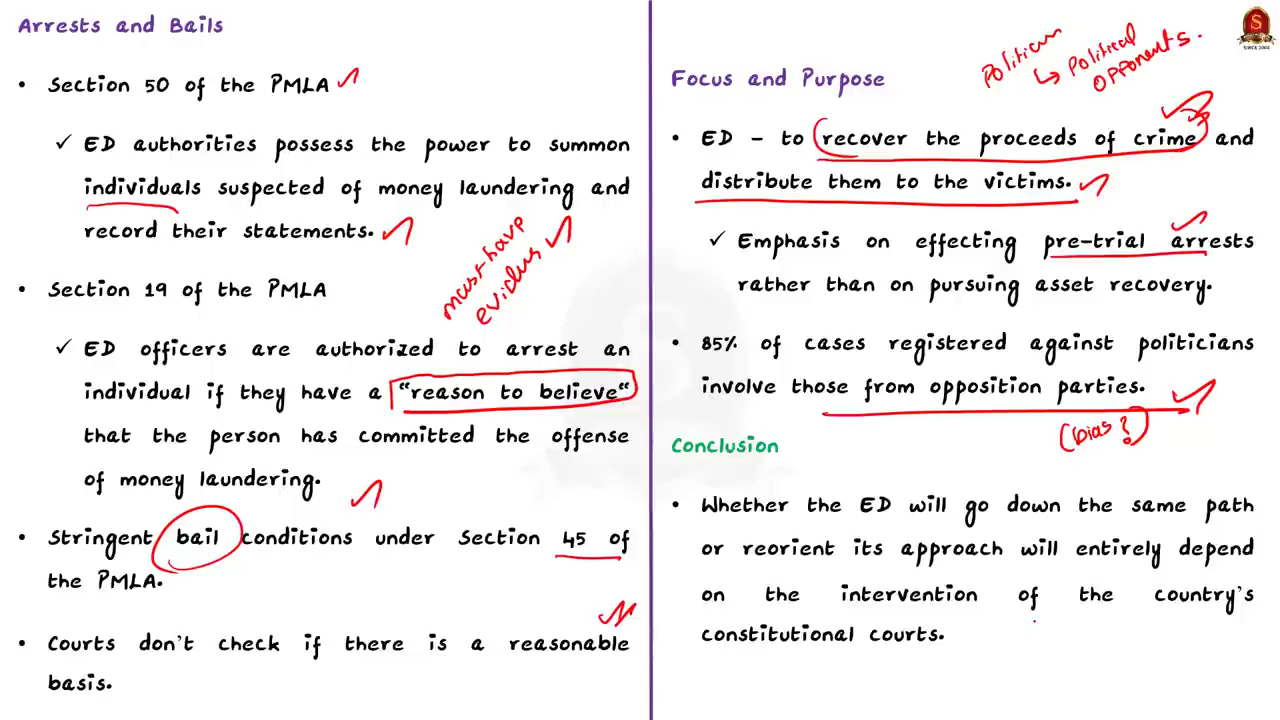 Arrests and Bails
• Section 50 of the PMLA
✓ ED authorities possess the power to summon
individuals suspected of money laundering and
record their statements.
must-have
evidus
• Section 19 of the PMLA
✓ ED officers are authorized to arrest an
individual if they have a "reason to believe"
that the person has committed the offense
of money laundering.
• Stringent bail conditions under Section 45 of
the PMLA.
• Courts don't check if there is a reasonable
basis.
S
SINCE 2004
Politician
↳ Political
opponents.
Focus and Purpose
• ED - to (recover the proceeds of crime) and
distribute them to the victims.
✓ Emphasis on effecting pre-trial arrests
rather than on pursuing asset recovery.
• 85% of cases registered against politicians
involve those from opposition parties.
(bias?)
Conclusion
• Whether the ED will go down the same path
or reorient its approach will entirely depend
on the intervention of the country's
constitutional courts.